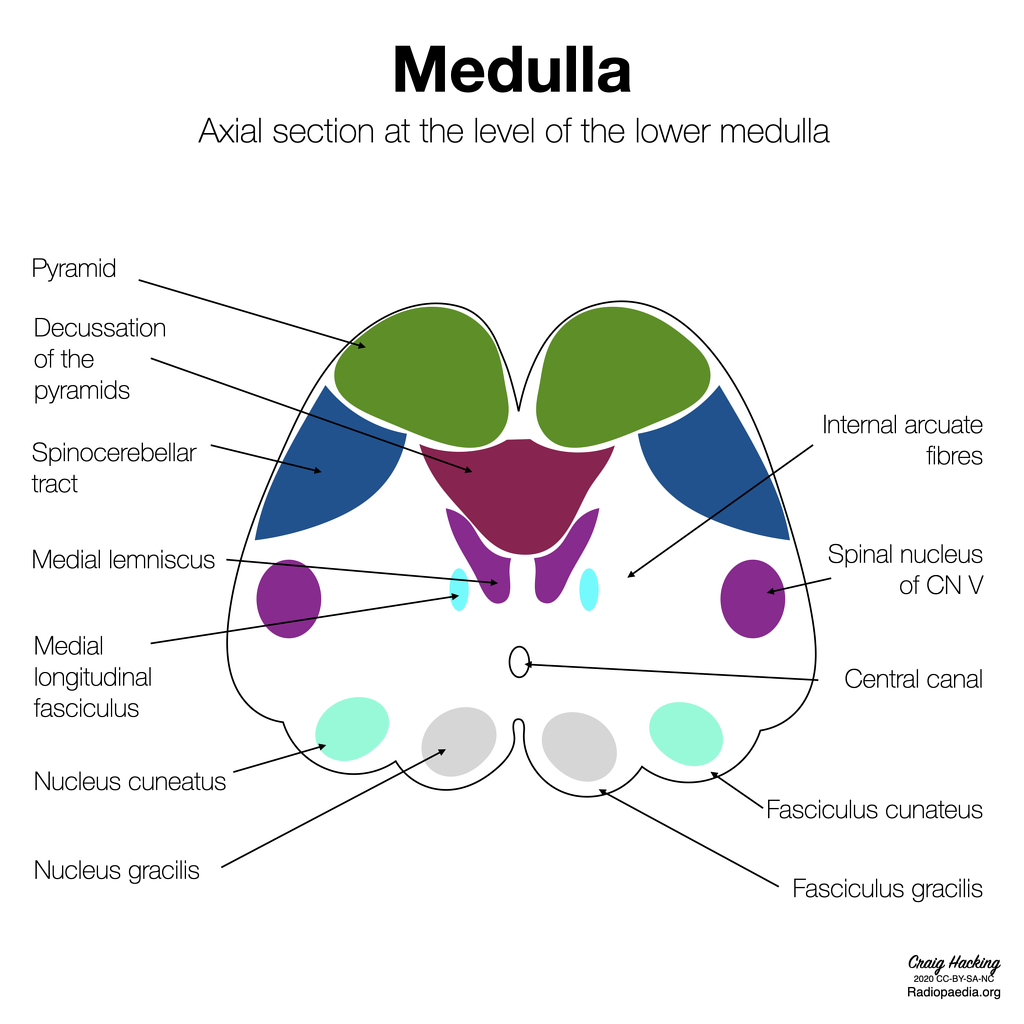 Medulla
Axial section at the level of the lower medulla
Pyramid
Decussation
of the
pyramids
Spinocerebellar
tract
Medial lemniscus
Medial
longitudinal
fasciculus
Nucleus cuneatus
Nucleus gracilis
Internal arcuate
fibres
Spinal nucleus
of CN V
Central canal
Fasciculus cunateus
Fasciculus gracilis
Craig Hacking
2020 CC-BY-SA-NC
Radiopaedia.org